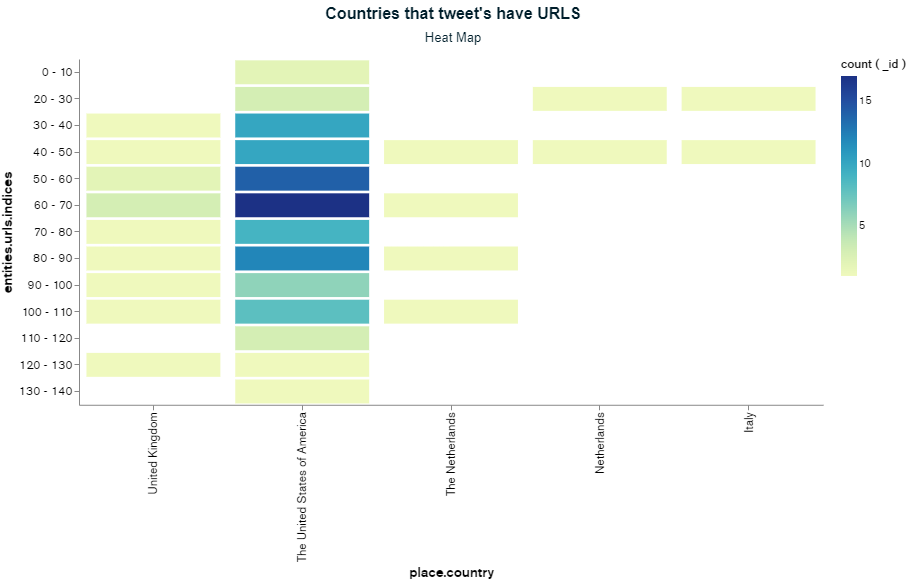 Countries that tweet's have URLS
Heat Map
entities.urls.indices
0 - 10
20 - 30
30 - 40
40 - 50
50 - 60
60 - 70
70 - 80
80 - 90
90 - 100
100 - 110
110 - 120
120 - 130
130 - 140
United Kingdom
The United States of America
The Netherlands
Netherlands
Italy
place.country
count ( _id )
15
10
5